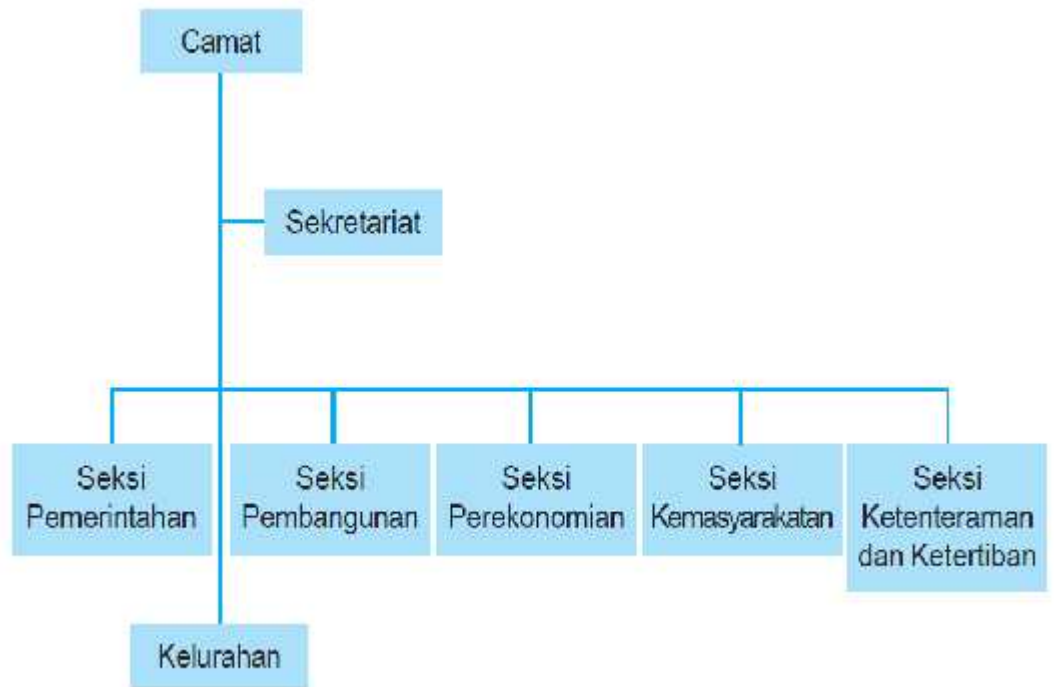 Camat
Sekretariat
Seksi
Pemerintahan
Seksi
Pembangunan
Seksi
Perekonomian
Seksi
Kemasyarakatan
Seksi
Ketenteraman
dan Ketertiban
Kelurahan